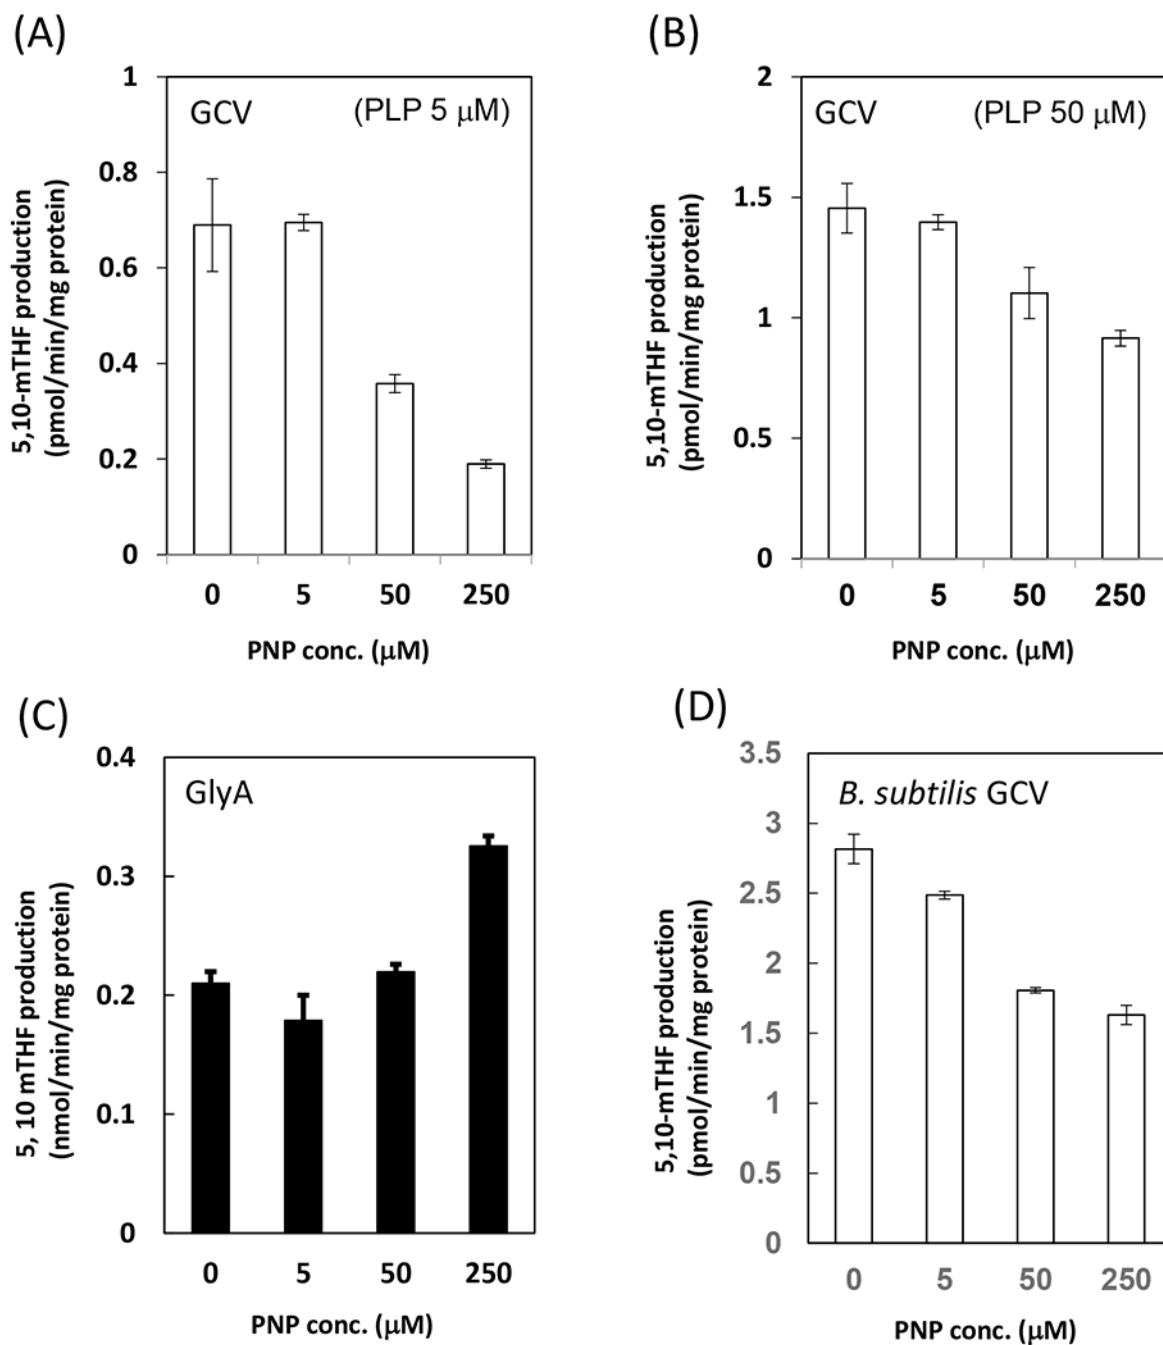 (A)
GCV (PLP 5 μM)
5,10-mTHF production
(pmol/min/mg protein)
1
0.8
0.6
0.4
0.2
0
0 5 50 250
PNP conc. (μM)
(B)
GCV (PLP 50 μM)
5,10-mTHF production
(pmol/min/mg protein)
2
1.5
1
0.5
0
0 5 50 250
PNP conc. (μM)
(C)
GlyA
5, 10 mTHF production
(nmol/min/mg protein)
0.4
0.3
0.2
0.1
0
0 5 50 250
PNP conc. (μM)
(D)
B. subtilis GCV
5,10-mTHF production
(pmol/min/mg protein)
3.5
3
2.5
2
1.5
1
0.5
0
0 5 50 250
PNP conc. (μM)